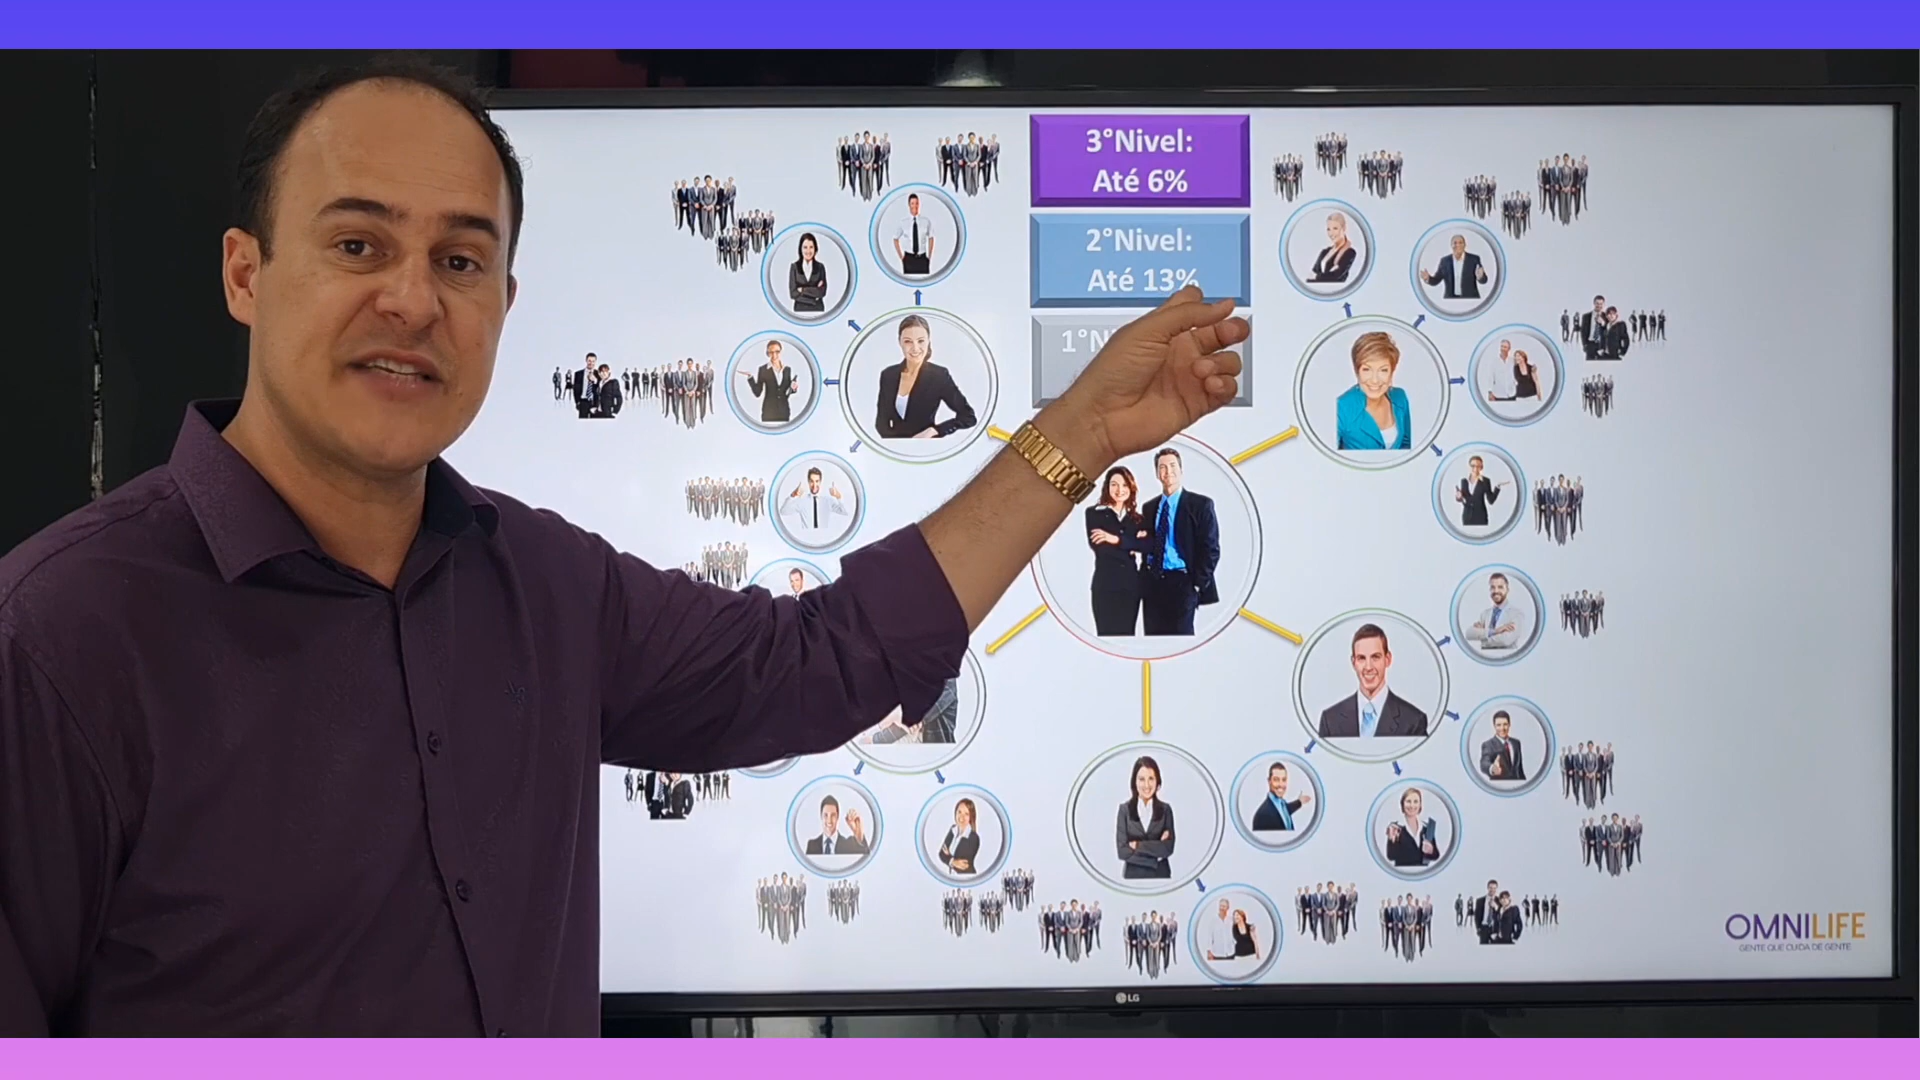 3°Nivel:
Até 6%
2°Nivel:
Até 13%
OMNILIFE
GENTE QUE CUIDA DE GENTE
LG